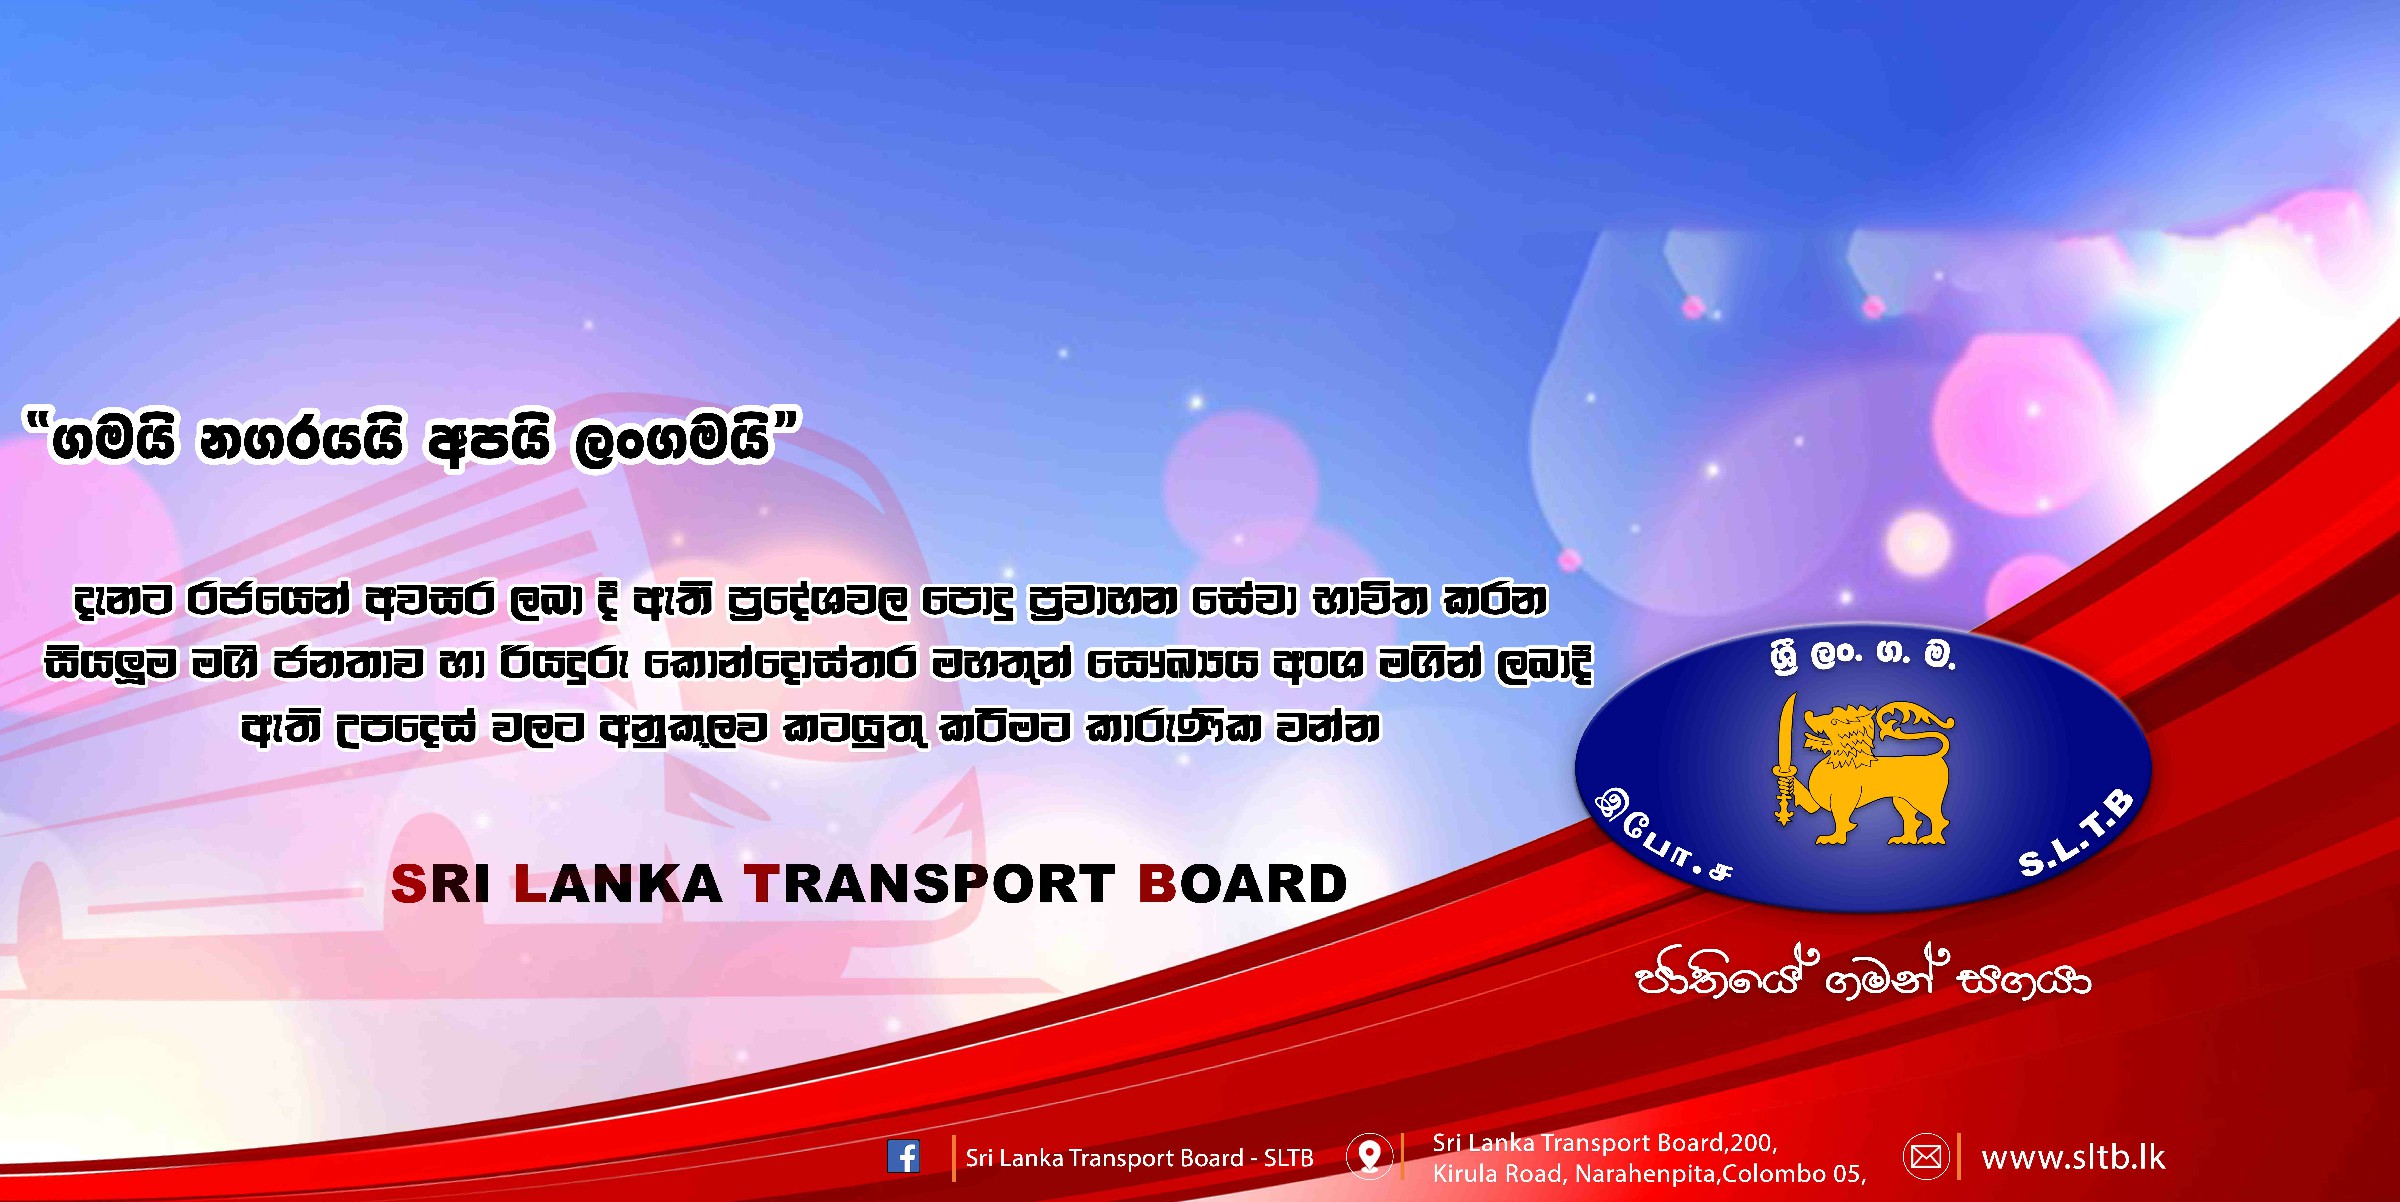 “ගමයි නගරයයි අපයි ලංගමයි”
දැනට රජයෙන් අවසර ලබා දී ඇති ප්‍රදේශවල පොදු ප්‍රවාහන සේවා භාවිත කරන
සියලුම මගී ජනතාව හා රියදුරු කොන්දොස්තර මහතුන් සෞඛ්‍යය අංශ මගින් ලබාදී
ඇති උපදෙස් වලට අනුකූලව කටයුතු කරිමට කාරුණික වන්න
SRI LANKA TRANSPORT BOARD
ශ්‍රී ලං. ග. ම.
இ.போ.ச
S.L.T.B
ජාතියේ ගමන් සගයා
Sri Lanka Transport Board - SLTB
Sri Lanka Transport Board,200,
Kirula Road, Narahenpita,Colombo 05,
www.sltb.lk